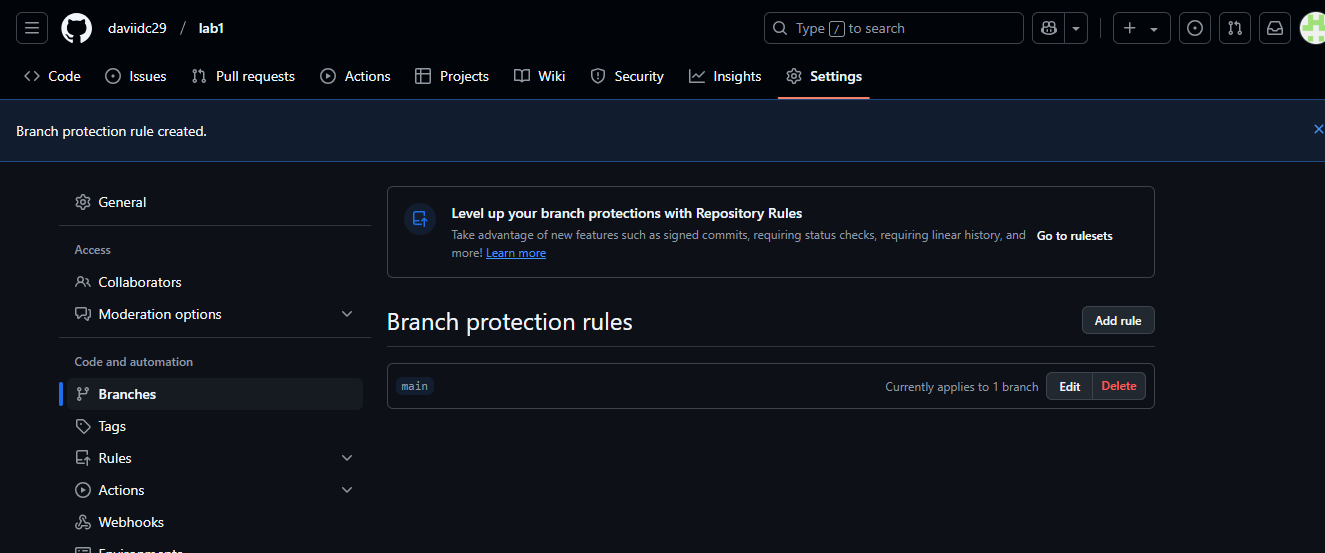 daviidc29 / lab1
Type / to search
Code Issues Pull requests Actions Projects Wiki Security Insights Settings
Branch protection rule created.
General
Access
Collaborators
Moderation options
Code and automation
Branches
Tags
Rules
Actions
Webhooks
Environments
Level up your branch protections with Repository Rules
Take advantage of new features such as signed commits, requiring status checks, requiring linear history, and
more! Learn more
Go to rulesets
Branch protection rules
Add rule
main
Currently applies to 1 branch
Edit
Delete